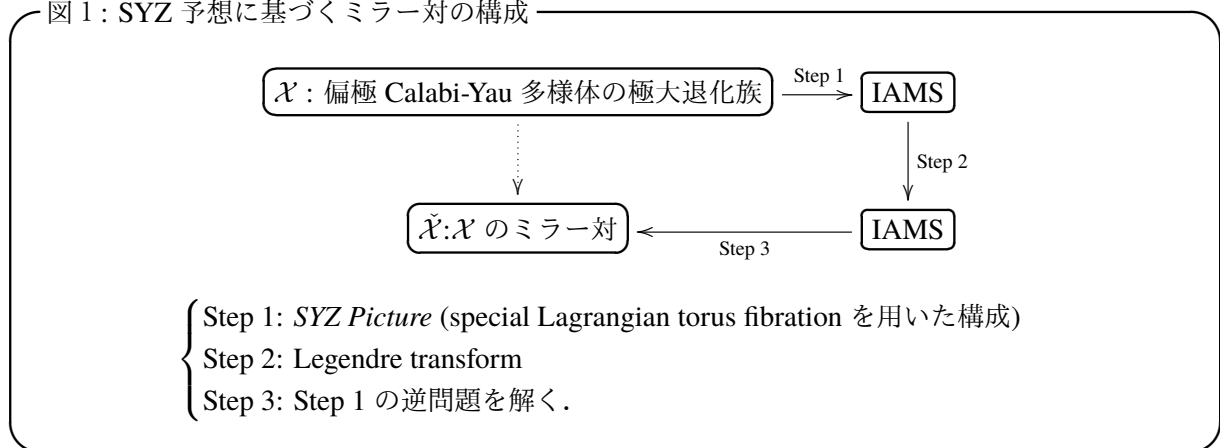 図 1 : SYZ 予想に基づくミラー対の構成
𝒳 : 偏極 Calabi-Yau 多様体の極大退化族
Step 1
IAMS
Step 2
𝒳̌:𝒳 のミラー対
Step 3
IAMS
Step 1: SYZ Picture (special Lagrangian torus fibration を用いた構成)
Step 2: Legendre transform
Step 3: Step 1 の逆問題を解く.